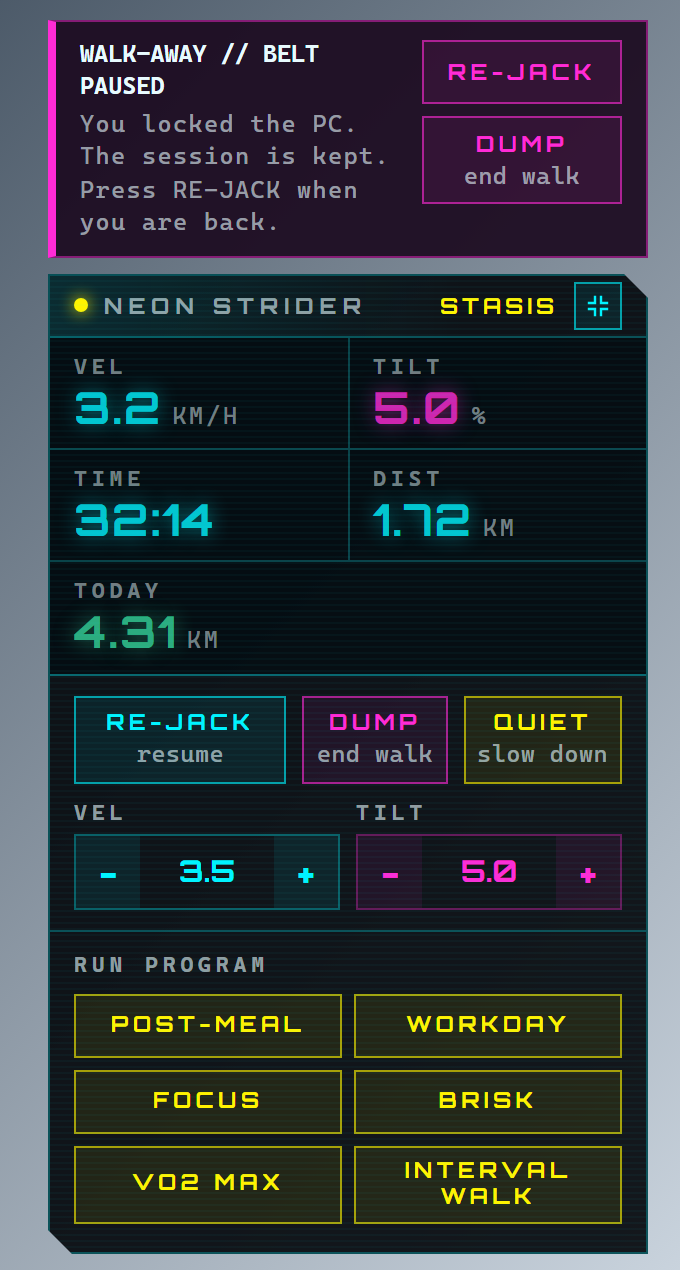 WALK-AWAY // BELT
PAUSED
You locked the PC.
The session is kept.
Press RE-JACK when
you are back.
RE-JACK
DUMP
end walk
NEON STRIDER
STASIS
VEL
3.2 KM/H
TILT
5.0 %
TIME
32:14
DIST
1.72 KM
TODAY
4.31 KM
RE-JACK
resume
DUMP
end walk
QUIET
slow down
VEL
- 3.5 +
TILT
- 5.0 +
RUN PROGRAM
POST-MEAL
WORKDAY
FOCUS
BRISK
VO2 MAX
INTERVAL
WALK